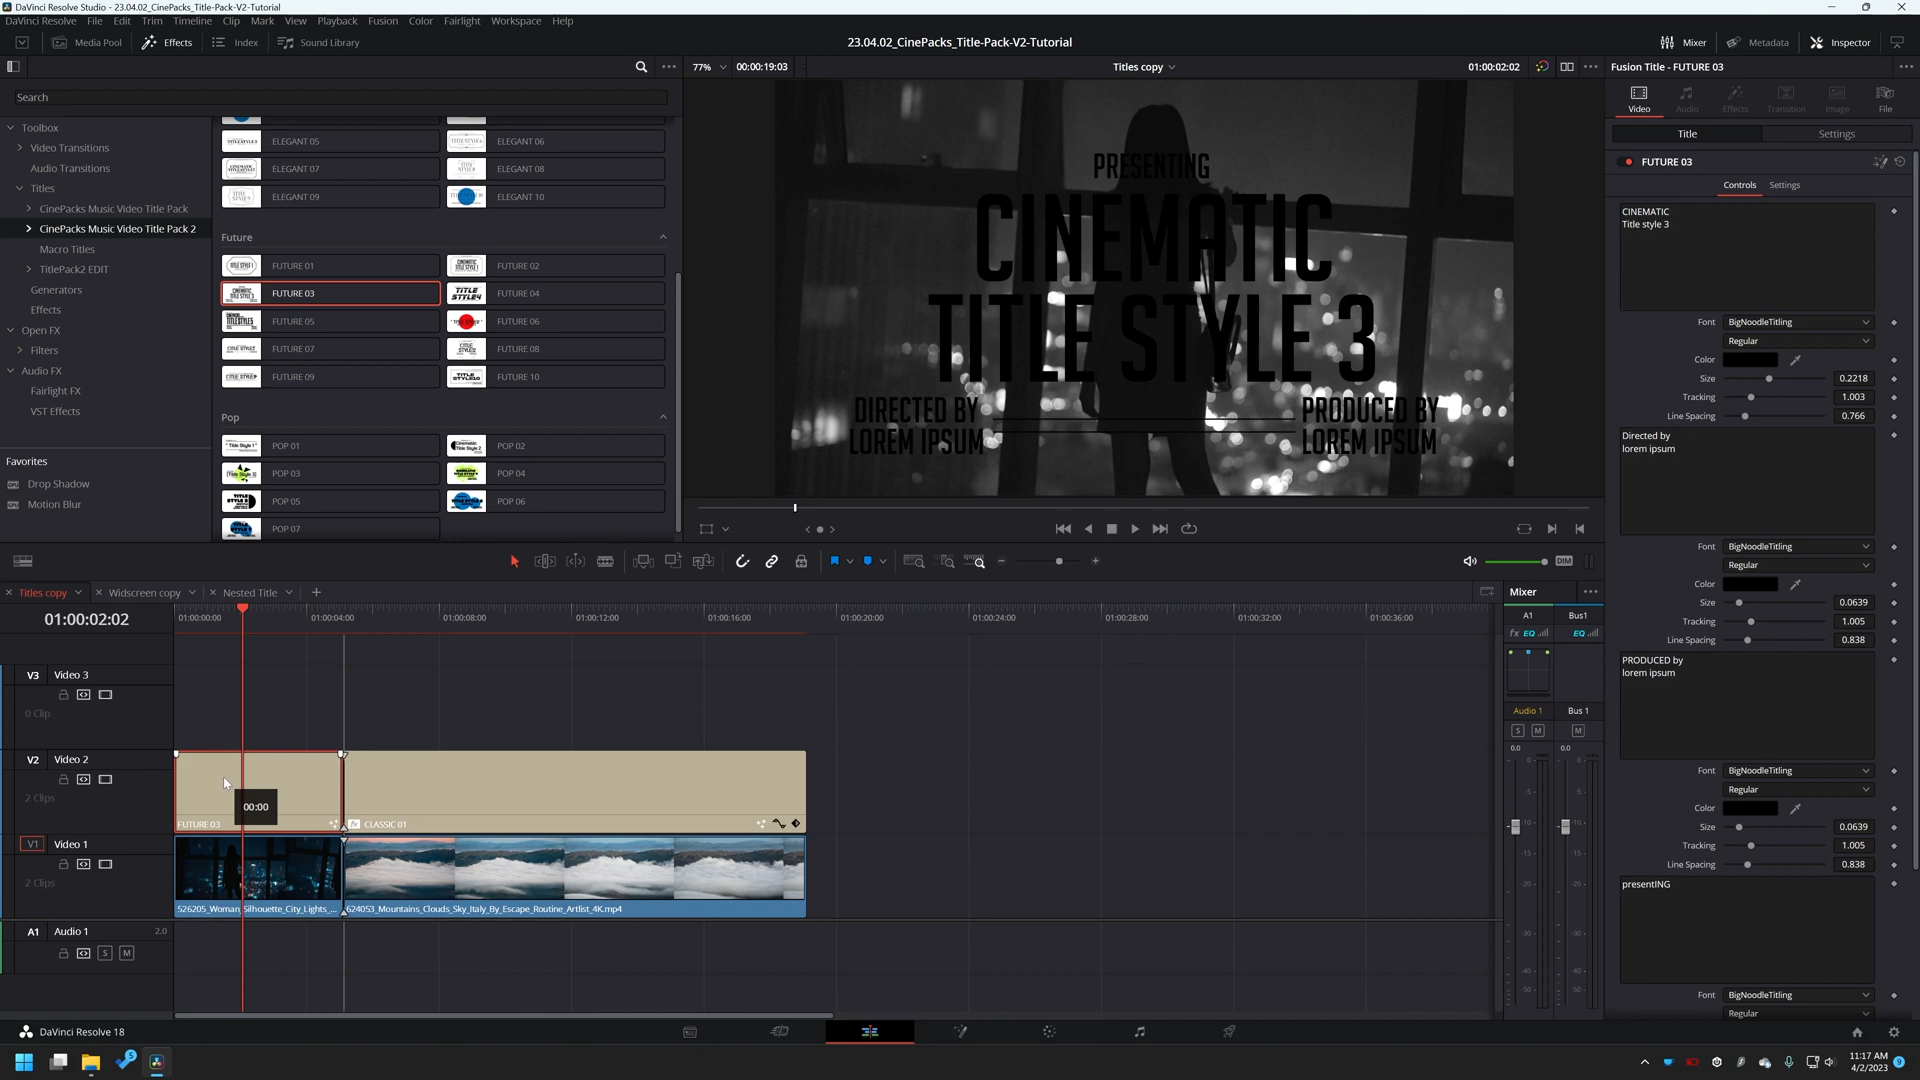 DaVinci Resolve Studio - 23.04.02_CinePacks_Title-Pack-V2-Tutorial
DaVinci Resolve File Edit Trim Timeline Clip Mark View Playback Fusion Color Fairlight Workspace Help
Media Pool Effects Index Sound Library
23.04.02_CinePacks_Title-Pack-V2-Tutorial
Mixer Metadata Inspector
77% 00:00:19:03 Titles copy 01:00:02:02
Fusion Title - FUTURE 03
Search
Toolbox
Video Transitions
Audio Transitions
Titles
CinePacks Music Video Title Pack
CinePacks Music Video Title Pack 2
Macro Titles
TitlePack2 EDIT
Generators
Effects
Open FX
Filters
Audio FX
Fairlight FX
VST Effects
Favorites
Drop Shadow
Motion Blur
ELEGANT 05 ELEGANT 06
ELEGANT 07 ELEGANT 08
ELEGANT 09 ELEGANT 10
Future
FUTURE 01 FUTURE 02
FUTURE 03 FUTURE 04
FUTURE 05 FUTURE 06
FUTURE 07 FUTURE 08
FUTURE 09 FUTURE 10
Pop
POP 01 POP 02
POP 03 POP 04
POP 05 POP 06
POP 07
PRESENTING
CINEMATIC
TITLE STYLE 3
DIRECTED BY
LOREM IPSUM
PRODUCED BY
LOREM IPSUM
Video Audio Effects Transition Image File
Title Settings
FUTURE 03
Controls Settings
CINEMATIC
Title style 3
Font BigNoodleTitling
Regular
Color
Size 0.2218
Tracking 1.003
Line Spacing 0.766
Directed by
lorem ipsum
Font BigNoodleTitling
Regular
Color
Size 0.0639
Tracking 1.005
Line Spacing 0.838
PRODUCED by
lorem ipsum
Font BigNoodleTitling
Regular
Color
Size 0.0639
Tracking 1.005
Line Spacing 0.838
presentING
Font BigNoodleTitling
Regular
DIM
Titles copy Widscreen copy Nested Title
01:00:02:02
01:00:00:00 01:00:04:00 01:00:08:00 01:00:12:00 01:00:16:00 01:00:20:00 01:00:24:00 01:00:28:00 01:00:32:00 01:00:36:00
V3 Video 3
0 Clip
V2 Video 2
2 Clips
00:00
FUTURE 03
fx CLASSIC 01
V1 Video 1
2 Clips
526205_Woman_Silhouette_City_Lights_...
624053_Mountains_Clouds_Sky_Italy_By_Escape_Routine_Artlist_4K.mp4
A1 Audio 1 2.0
S M
Mixer
A1 Bus1
fx EQ EQ
Audio 1 Bus 1
S M M
0.0 0.0
DaVinci Resolve 18
5
11:17 AM
4/2/2023
9